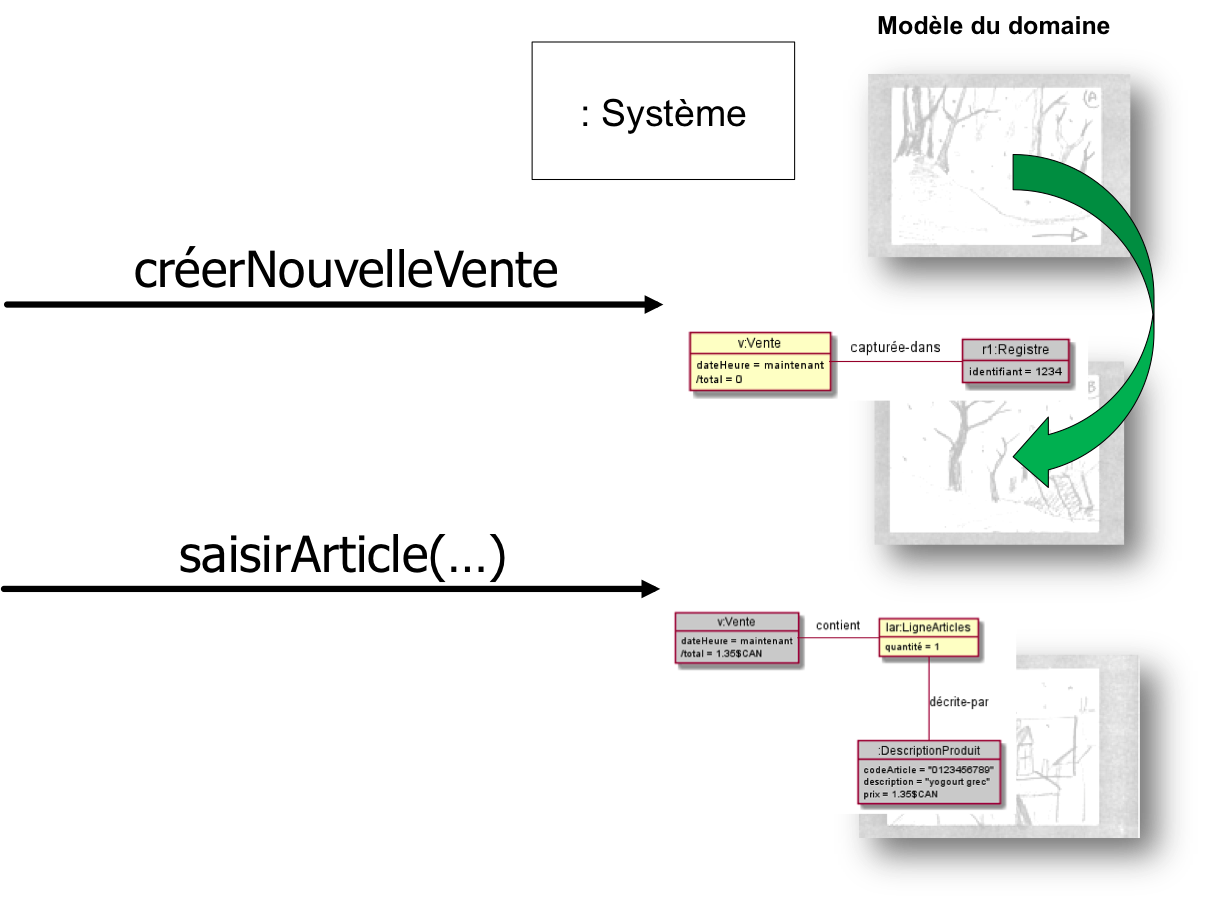 Modèle du domaine
: Système
A
créerNouvelleVente
v:Vente
dateHeure = maintenant
/total = 0
capturée-dans
r1:Registre
identifiant = 1234
B
saisirArticle(…)
v:Vente
dateHeure = maintenant
/total = 1.35$CAN
contient
lar:LigneArticles
quantité = 1
décrite-par
:DescriptionProduit
codeArticle = "0123456789"
description = "yogourt grec"
prix = 1.35$CAN